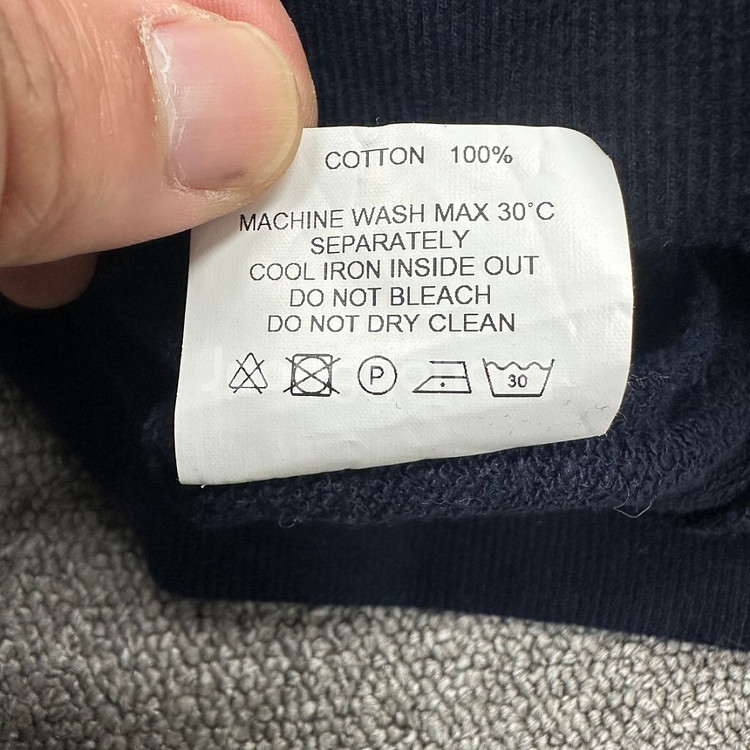 COTTON 100%
MACHINE WASH MAX 30°C
SEPARATELY
COOL IRON INSIDE OUT
DO NOT BLEACH
DO NOT DRY CLEAN
P
30